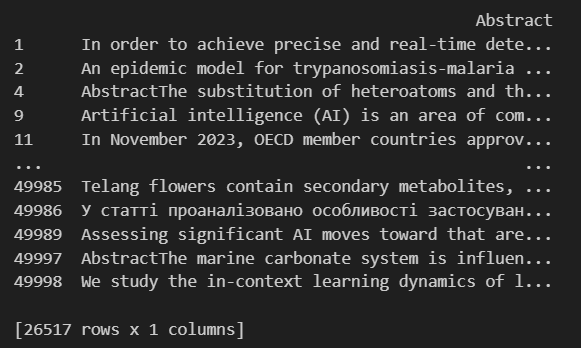 Abstract
1 In order to achieve precise and real-time dete...
2 An epidemic model for trypanosomiasis-malaria ...
4 AbstractThe substitution of heteroatoms and th...
9 Artificial intelligence (AI) is an area of com...
11 In November 2023, OECD member countries approv...
... ...
49985 Telang flowers contain secondary metabolites, ...
49986 У статті проаналізовано особливості застосуван...
49989 Assessing significant AI moves toward that are...
49997 AbstractThe marine carbonate system is influen...
49998 We study the in-context learning dynamics of l...
[26517 rows x 1 columns]